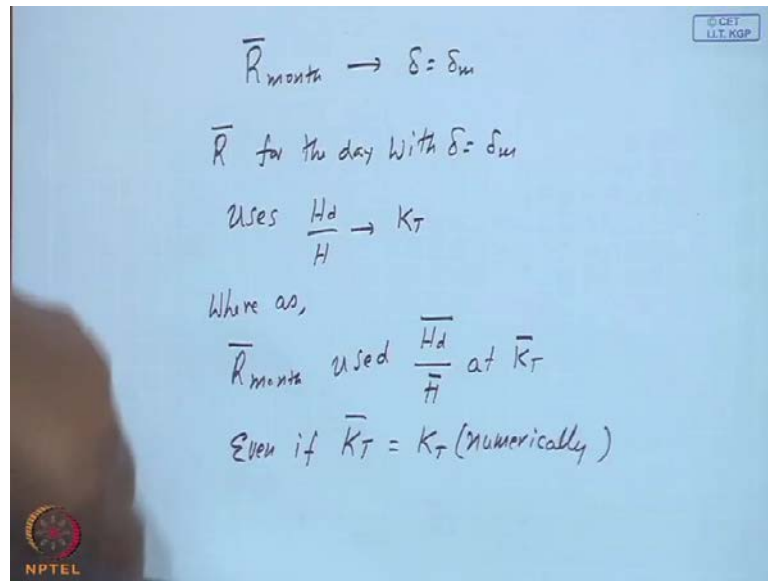 © CET
I.I.T. KGP
R̅ month → δ = δm
R̅ for the day with δ = δm
Uses Hd/H → KT
Where as,
R̅ month used H̅d̅/H̅ at K̅T
Even if K̅T = KT (numerically)
NPTEL